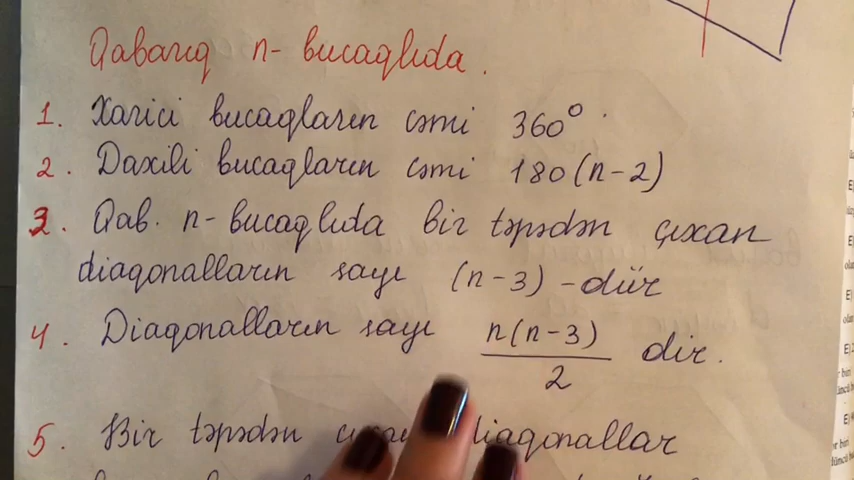 Qabarıq n-bucaqlıda.
1. Xarici bucaqların cəmi 360°
2. Daxili bucaqların cəmi 180(n-2)
3. Qab. n-bucaqlıda bir təpədən çıxan
diaqonalların sayı (n-3)-dür
4. Diaqonalların sayı n(n-3)/2 dir.
5. Bir təpədən diaqonallar